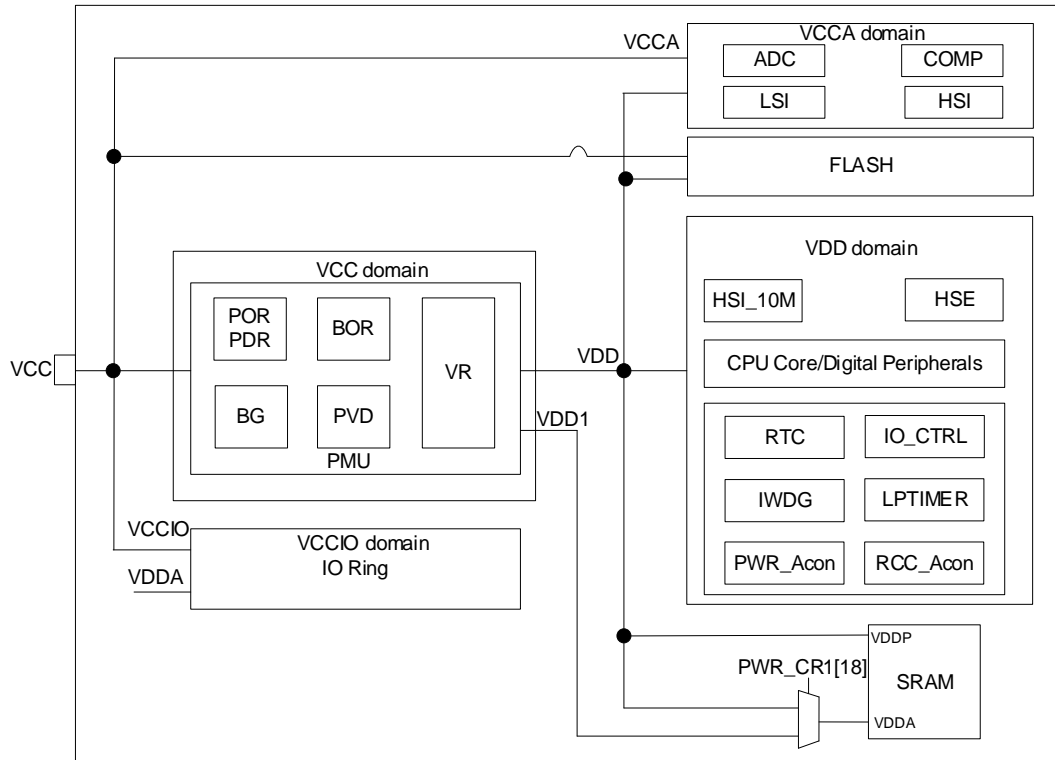 VCCA domain
VCCA
ADC
COMP
LSI
HSI
FLASH
VDD domain
HSI_10M
HSE
CPU Core/Digital Peripherals
RTC
IO_CTRL
IWDG
LPTIMER
PWR_Acon
RCC_Acon
VCC
VCC domain
POR
PDR
BOR
VR
BG
PVD
PMU
VDD
VDD1
VCCIO
VCCIO domain
IO Ring
VDDA
PWR_CR1[18]
VDDP
SRAM
VDDA